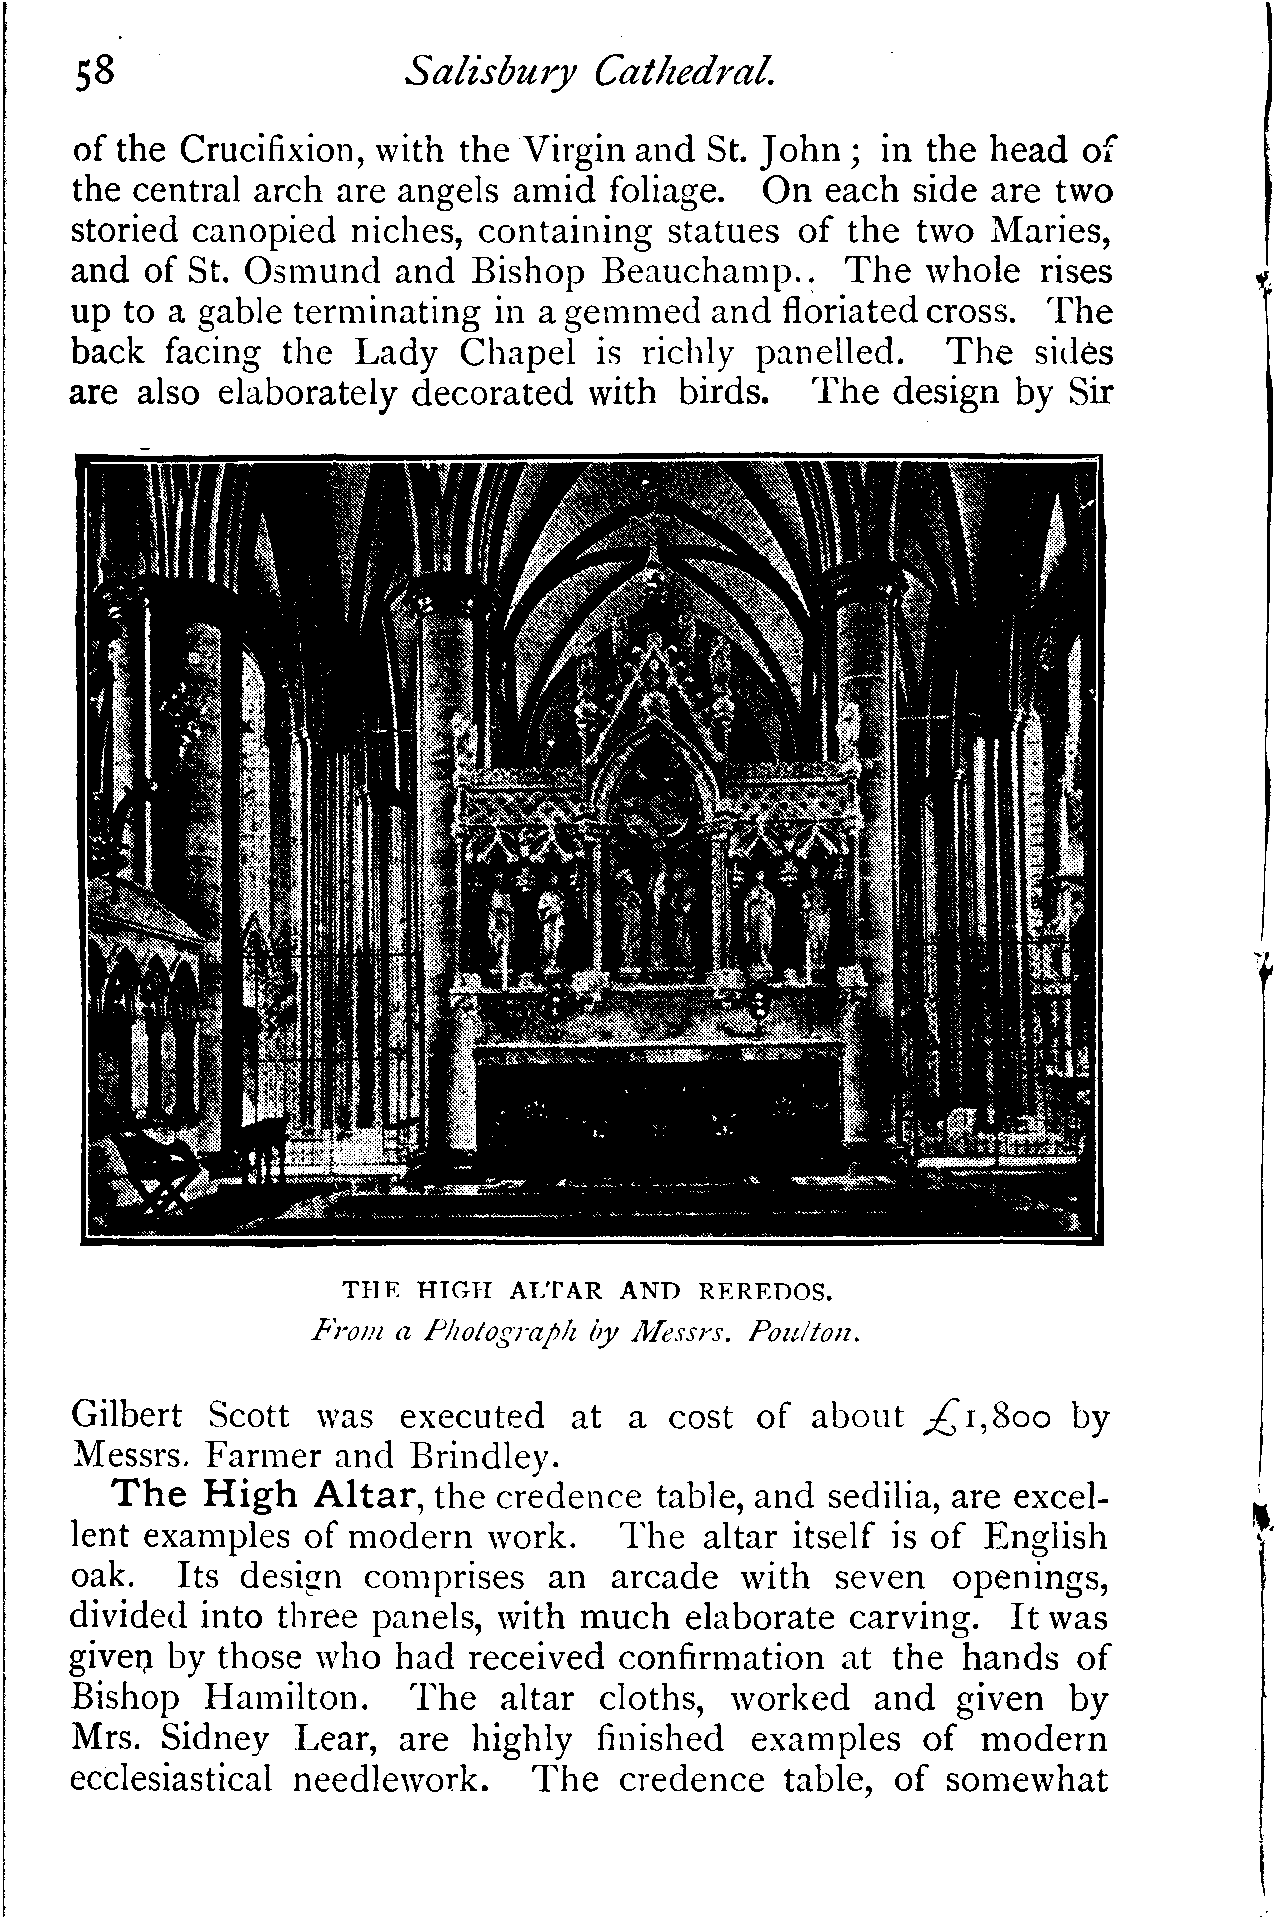 58 Salisbury Cathedral.
of the Crucifixion, with the Virgin and St. John ; in the head of
the central arch are angels amid foliage. On each side are two
storied canopied niches, containing statues of the two Maries,
and of St. Osmund and Bishop Beauchamp.. The whole rises
up to a gable terminating in a gemmed and floriated cross. The
back facing the Lady Chapel is richly panelled. The sides
are also elaborately decorated with birds. The design by Sir
THE HIGH ALTAR AND REREDOS.
From a Photograph by Messrs. Poulton.
Gilbert Scott was executed at a cost of about £1,800 by
Messrs. Farmer and Brindley.
The High Altar, the credence table, and sedilia, are excel-
lent examples of modern work. The altar itself is of English
oak. Its design comprises an arcade with seven openings,
divided into three panels, with much elaborate carving. It was
given by those who had received confirmation at the hands of
Bishop Hamilton. The altar cloths, worked and given by
Mrs. Sidney Lear, are highly finished examples of modern
ecclesiastical needlework. The credence table, of somewhat